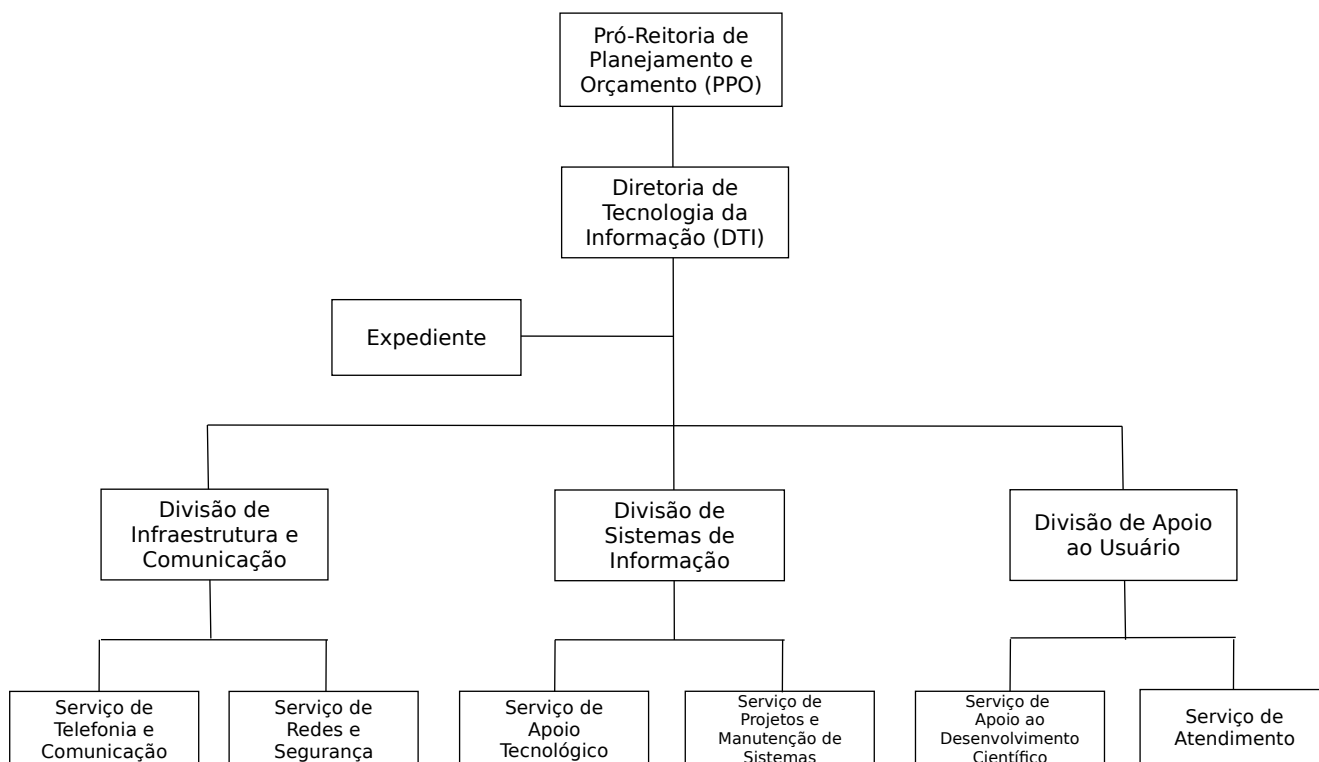 Pró-Reitoria de
Planejamento e
Orçamento (PPO)
Diretoria de
Tecnologia da
Informação (DTI)
Expediente
Divisão de
Infraestrutura e
Comunicação
Divisão de
Sistemas de
Informação
Divisão de Apoio
ao Usuário
Serviço de
Telefonia e
Comunicação
Serviço de
Redes e
Segurança
Serviço de
Apoio
Tecnológico
Serviço de
Projetos e
Manutenção de
Sistemas
Serviço de
Apoio ao
Desenvolvimento
Científico
Serviço de
Atendimento